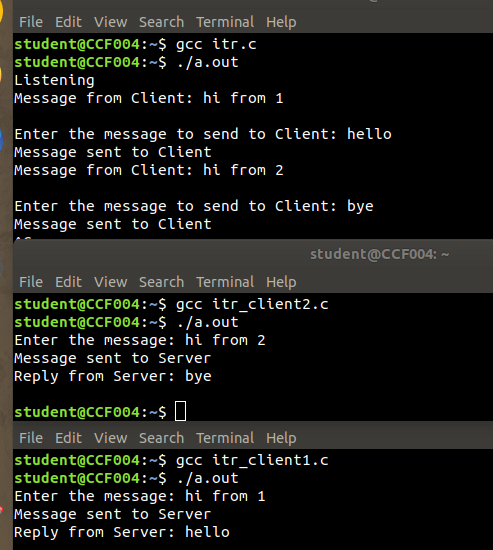 File Edit View Search Terminal Help
student@CCF004:~$ gcc itr.c
student@CCF004:~$ ./a.out
Listening
Message from Client: hi from 1
Enter the message to send to Client: hello
Message sent to Client
Message from Client: hi from 2
Enter the message to send to Client: bye
Message sent to Client
student@CCF004: ~
File Edit View Search Terminal Help
student@CCF004:~$ gcc itr_client2.c
student@CCF004:~$ ./a.out
Enter the message: hi from 2
Message sent to Server
Reply from Server: bye
student@CCF004:~$
File Edit View Search Terminal Help
student@CCF004:~$ gcc itr_client1.c
student@CCF004:~$ ./a.out
Enter the message: hi from 1
Message sent to Server
Reply from Server: hello